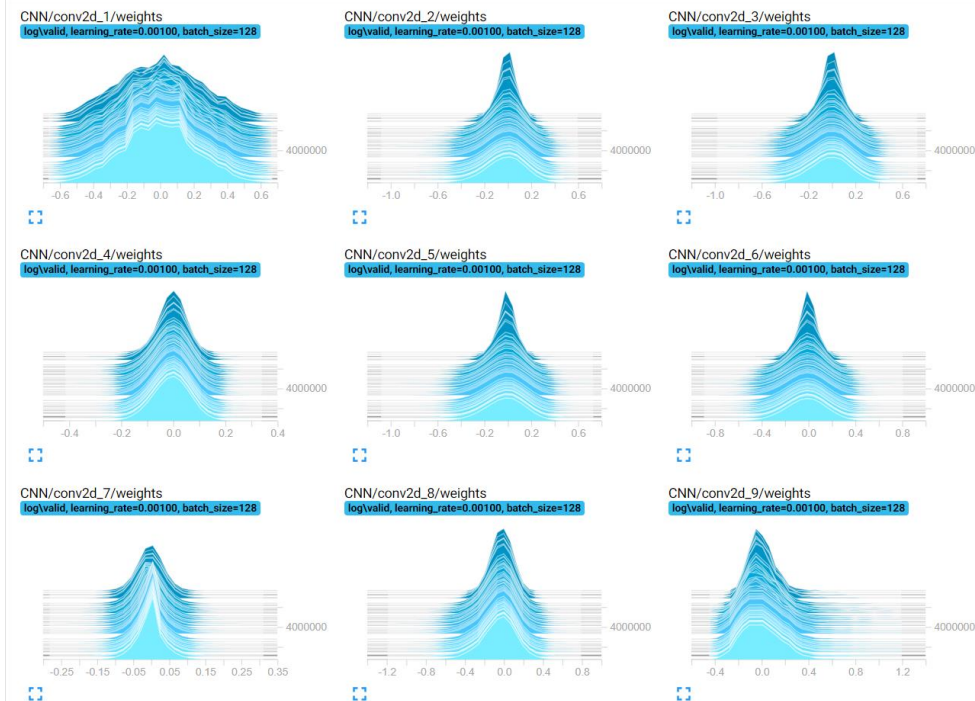 CNN/conv2d_1/weights
log\valid, learning_rate=0.00100, batch_size=128
4000000
-0.6 -0.4 -0.2 0.0 0.2 0.4 0.6
CNN/conv2d_2/weights
log\valid, learning_rate=0.00100, batch_size=128
4000000
-1.0 -0.6 -0.2 0.2 0.6
CNN/conv2d_3/weights
log\valid, learning_rate=0.00100, batch_size=128
4000000
-1.0 -0.6 -0.2 0.2 0.6
CNN/conv2d_4/weights
log\valid, learning_rate=0.00100, batch_size=128
4000000
-0.4 -0.2 0.0 0.2 0.4
CNN/conv2d_5/weights
log\valid, learning_rate=0.00100, batch_size=128
4000000
-1.0 -0.6 -0.2 0.2 0.6
CNN/conv2d_6/weights
log\valid, learning_rate=0.00100, batch_size=128
4000000
-0.8 -0.4 0.0 0.4 0.8
CNN/conv2d_7/weights
log\valid, learning_rate=0.00100, batch_size=128
4000000
-0.25 -0.15 -0.05 0.05 0.15 0.25 0.35
CNN/conv2d_8/weights
log\valid, learning_rate=0.00100, batch_size=128
4000000
-1.2 -0.8 -0.4 0.0 0.4 0.8
CNN/conv2d_9/weights
log\valid, learning_rate=0.00100, batch_size=128
4000000
-0.4 0.0 0.4 0.8 1.2